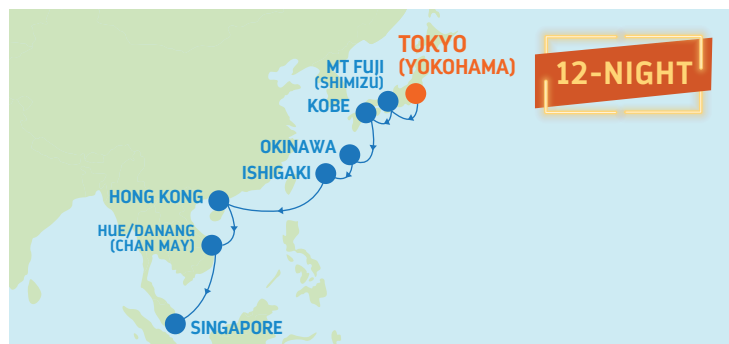 TOKYO
(YOKOHAMA)
12-NIGHT
MT FUJI
(SHIMIZU)
KOBE
OKINAWA
ISHIGAKI
HONG KONG
HUE/DANANG
(CHAN MAY)
SINGAPORE